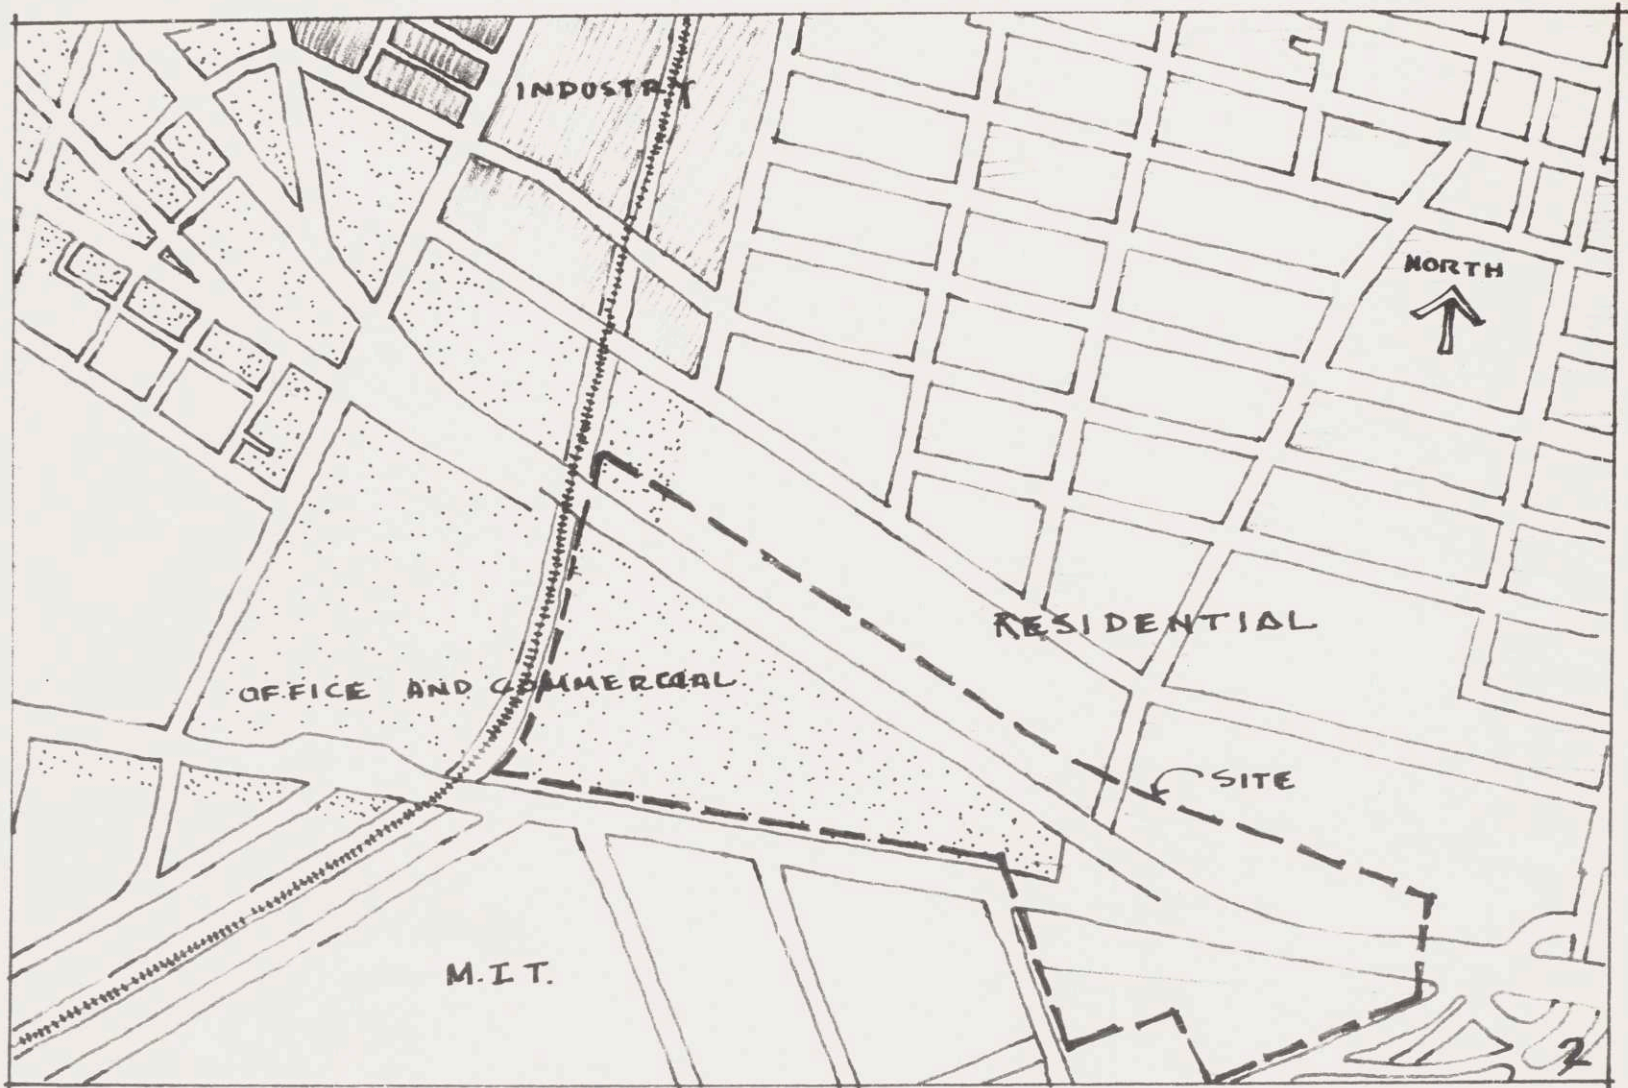 INDUSTRY
NORTH
RESIDENTIAL
OFFICE AND COMMERCIAL
SITE
M.I.T.
2